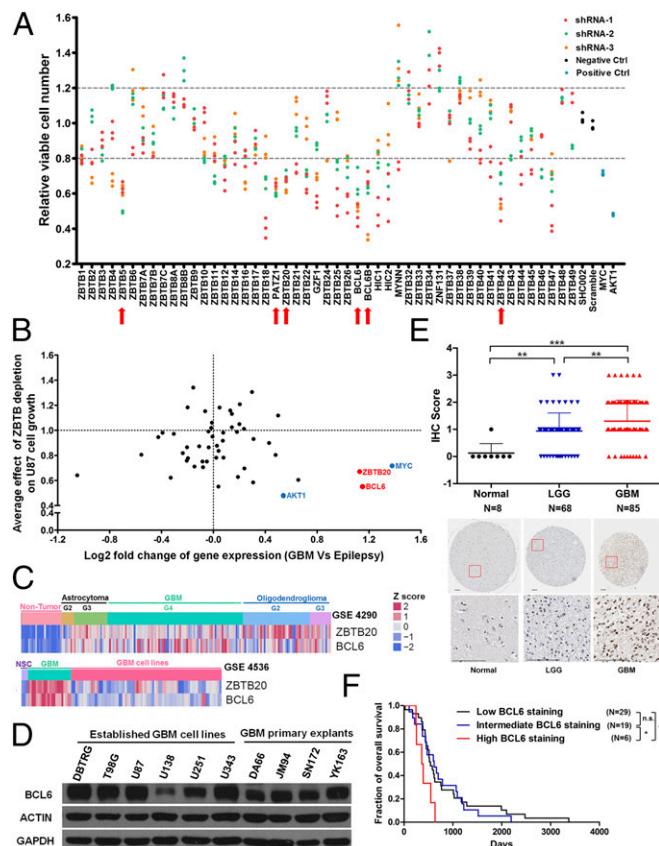 A
Relative viable cell number
1.6
1.4
1.2
1.0
0.8
0.6
0.4
0.2
shRNA-1
shRNA-2
shRNA-3
Negative Ctrl
Positive Ctrl
ZBTB1
ZBTB2
ZBTB3
ZBTB4
ZBTB5
ZBTB6
ZBTB7A
ZBTB7B
ZBTB7C
ZBTB8A
ZBTB8B
ZBTB9
ZBTB10
ZBTB11
ZBTB12
ZBTB14
ZBTB16
ZBTB17
ZBTB18
PATZ1
ZBTB20
ZBTB21
ZBTB22
GZF1
ZBTB24
ZBTB25
ZBTB26
BCL6
BCL6B
HIC1
HIC2
MYNN
ZBTB32
ZBTB33
ZBTB34
ZNF131
ZBTB37
ZBTB38
ZBTB39
ZBTB40
ZBTB41
ZBTB42
ZBTB43
ZBTB44
ZBTB45
ZBTB46
ZBTB47
ZBTB48
ZBTB49
SHC002
Scramble
MYC
AKT1
B
Average effect of ZBTB depletion
on U87 cell growth
1.6
1.4
1.2
1.0
0.8
0.6
0.4
0.2
0.0
-1.0
-0.5
0.0
0.5
1.0
1.5
MYC
ZBTB20
BCL6
AKT1
Log2 fold change of gene expression (GBM Vs Epilepsy)
E
IHC Score
4
3
2
1
0
***
**
**
Normal
LGG
GBM
N=8
N=68
N=85
Normal
LGG
GBM
C
Astrocytoma
GBM
Oligodendroglioma
Non-Tumor
G2
G3
G4
G2
G3
GSE 4290
ZBTB20
BCL6
Z score
2
1
0
−1
−2
NSC
GBM
GBM cell lines
GSE 4536
ZBTB20
BCL6
D
Established GBM cell lines
GBM primary explants
DBTRG
T98G
U87
U138
U251
U343
DA66
JM94
SN172
YK163
BCL6
ACTIN
GAPDH
F
Fraction of overall survival
1.0
0.8
0.6
0.4
0.2
0.0
Low BCL6 staining (N=29)
Intermediate BCL6 staining (N=19)
High BCL6 staining (N=6)
n.s.
*
0
1000
2000
3000
4000
Days